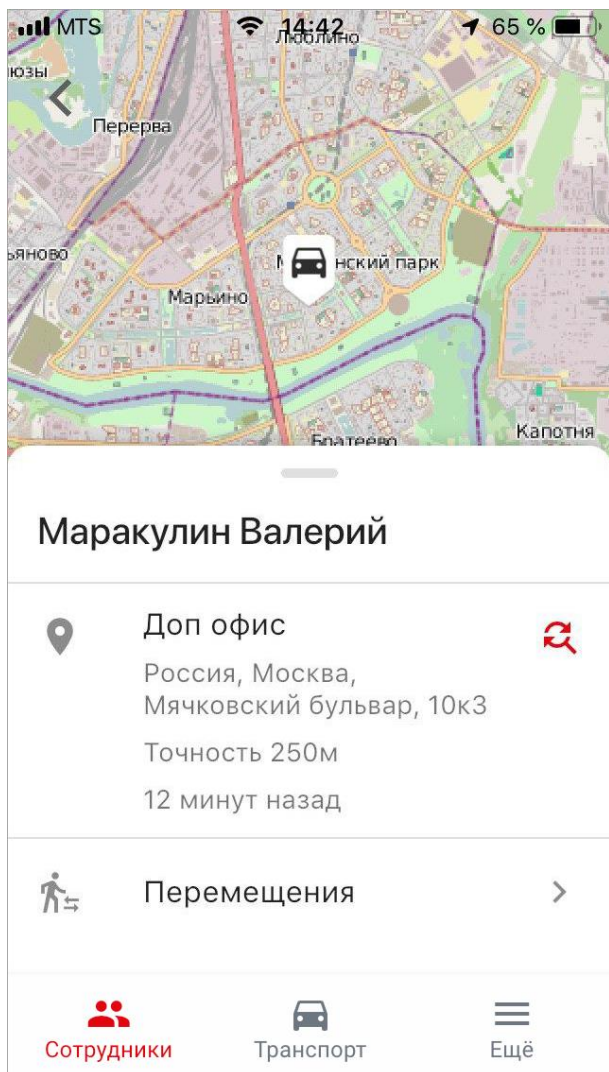 MTS 14:42 65 %
Люблино
юзы
Перерва
ьяново
нский парк
Марьино
Братеево
Капотня
Маракулин Валерий
Доп офис
Россия, Москва,
Мячковский бульвар, 10к3
Точность 250м
12 минут назад
Перемещения
Сотрудники Транспорт Ещё